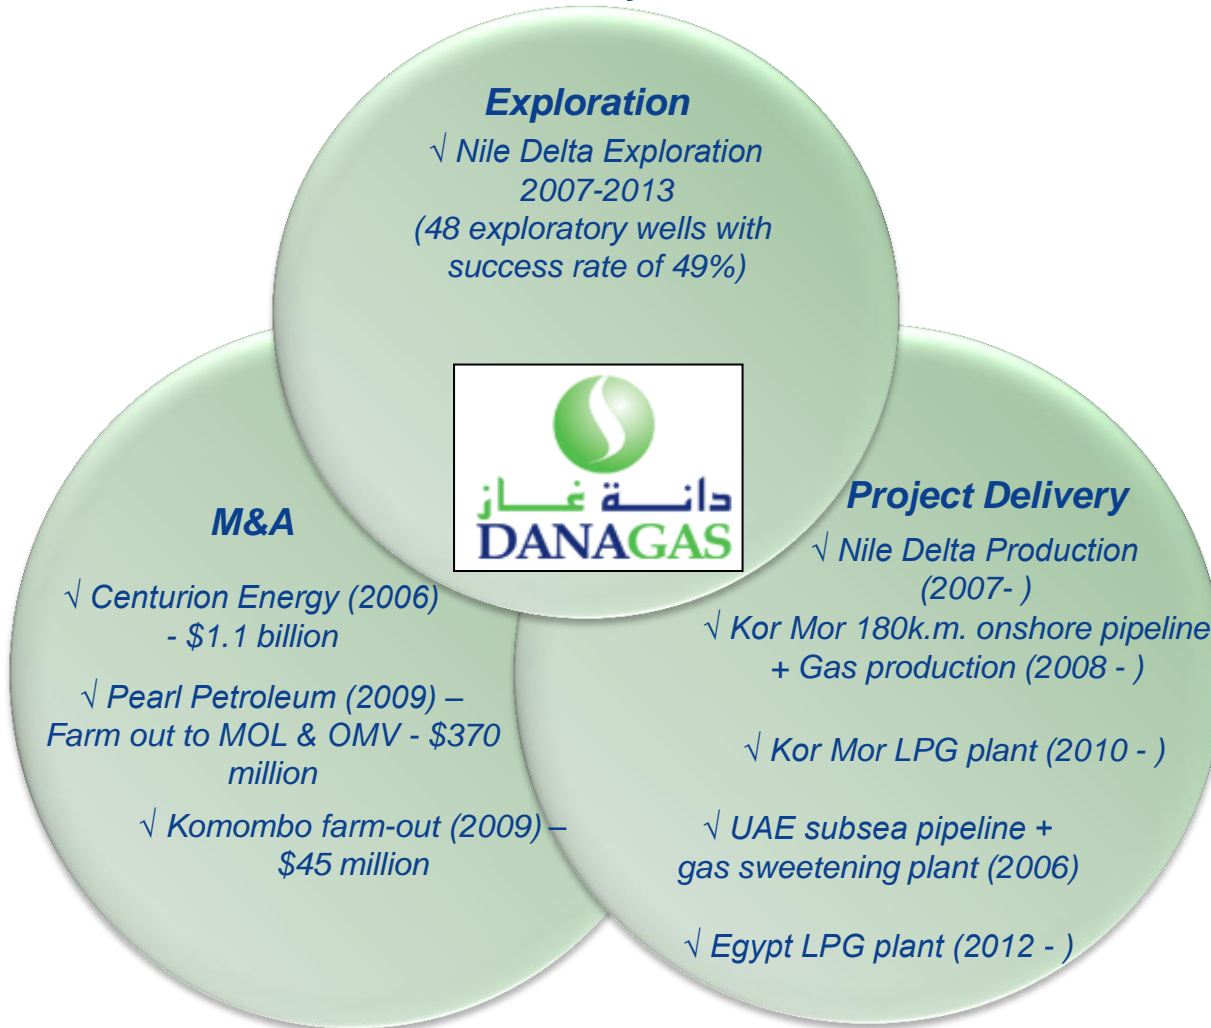 Exploration
√ Nile Delta Exploration
2007-2013
(48 exploratory wells with
success rate of 49%)
دانـــة غـــاز
DANAGAS
M&A
√ Centurion Energy (2006)
- $1.1 billion
√ Pearl Petroleum (2009) –
Farm out to MOL & OMV - $370
million
√ Komombo farm-out (2009) –
$45 million
Project Delivery
√ Nile Delta Production
(2007- )
√ Kor Mor 180k.m. onshore pipeline
+ Gas production (2008 - )
√ Kor Mor LPG plant (2010 - )
√ UAE subsea pipeline +
gas sweetening plant (2006)
√ Egypt LPG plant (2012 - )